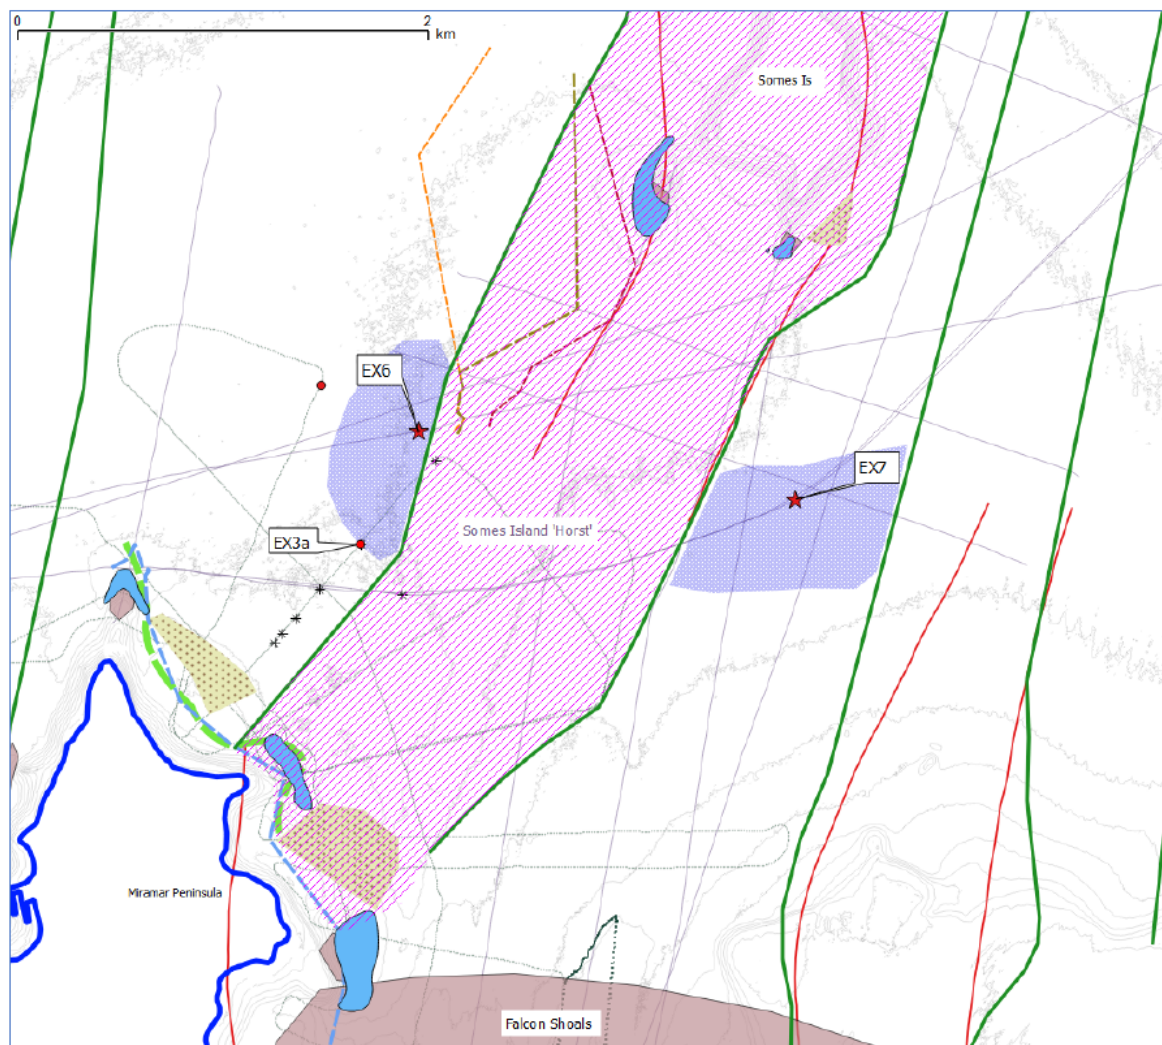 0
2
km
Somes Is
EX6
EX7
Somes Island 'Horst'
EX3a
Miramar Peninsula
Falcon Shoals